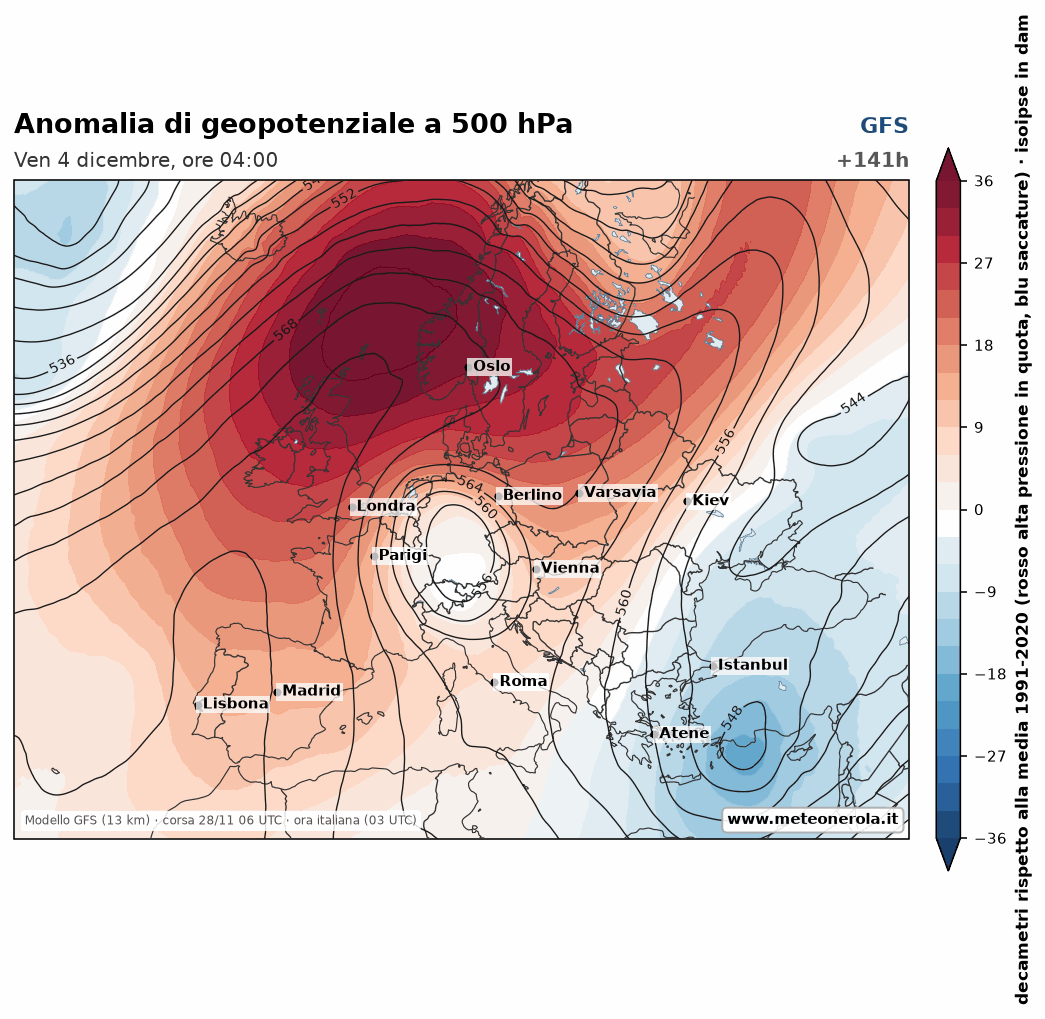 Anomalia di geopotenziale a 500 hPa
GFS
Ven 4 dicembre, ore 04:00
+141h
552
536
568
Oslo
544
556
564
560
Berlino
Varsavia
Londra
Kiev
Parigi
Vienna
560
Istanbul
Roma
Madrid
Lisbona
548
Atene
Modello GFS (13 km) · corsa 28/11 06 UTC · ora italiana (03 UTC)
www.meteonerola.it
36
27
18
9
0
−9
−18
−27
−36
decametri rispetto alla media 1991-2020 (rosso alta pressione in quota, blu saccature) · isoipse in dam